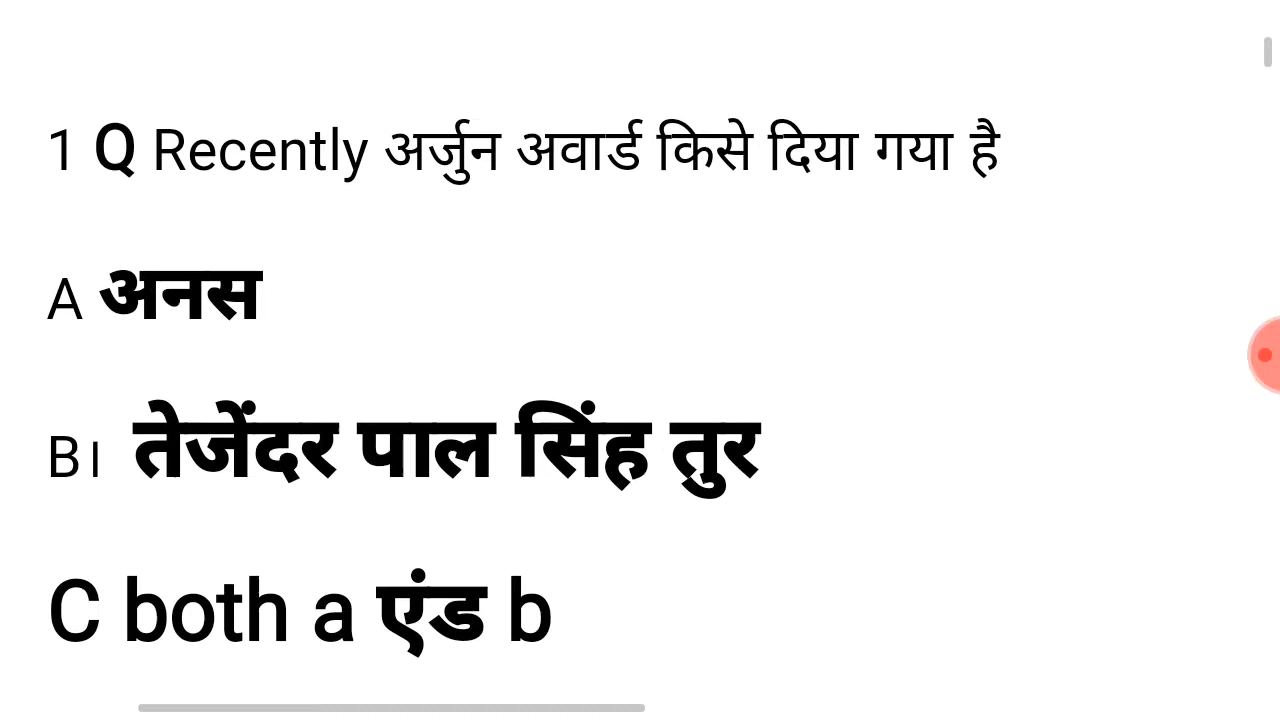 1 Q Recently अर्जुन अवार्ड किसे दिया गया है
A अनस
B। तेजेंदर पाल सिंह तुर
C both a एंड b